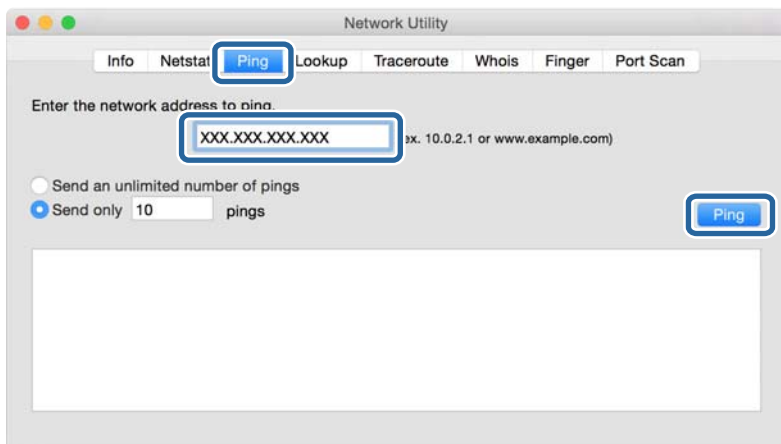 Network Utility
Info Netstat Ping Lookup Traceroute Whois Finger Port Scan
Enter the network address to ping.
XXX.XXX.XXX.XXX ex. 10.0.2.1 or www.example.com)
Send an unlimited number of pings
Send only 10 pings
Ping